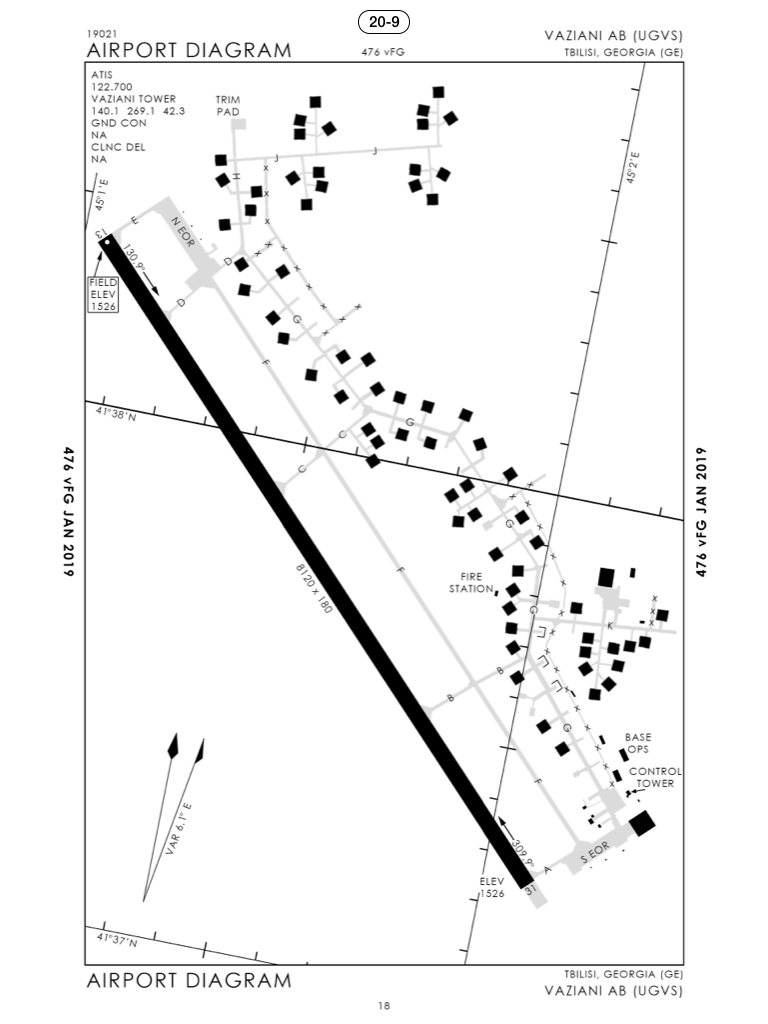 20-9
19021
AIRPORT DIAGRAM
476 vFG
VAZIANI AB (UGVS)
TBILISI, GEORGIA (GE)
ATIS
122.700
VAZIANI TOWER
140.1 269.1 42.3
GND CON
NA
CLNC DEL
NA
TRIM
PAD
J
J
H
45°1'E
45°2'E
E
N EOR
13
130.9°
D
D
FIELD
ELEV
1526
G
F
41°38'N
G
C
C
476 vFG JAN 2019
476 vFG JAN 2019
G
8120 x 180
F
FIRE
STATION
G
K
B
B
G
BASE
OPS
CONTROL
TOWER
VAR 6.1° E
F
309.9°
S EOR
A
ELEV
1526
31
41°37'N
AIRPORT DIAGRAM
TBILISI, GEORGIA (GE)
VAZIANI AB (UGVS)
18